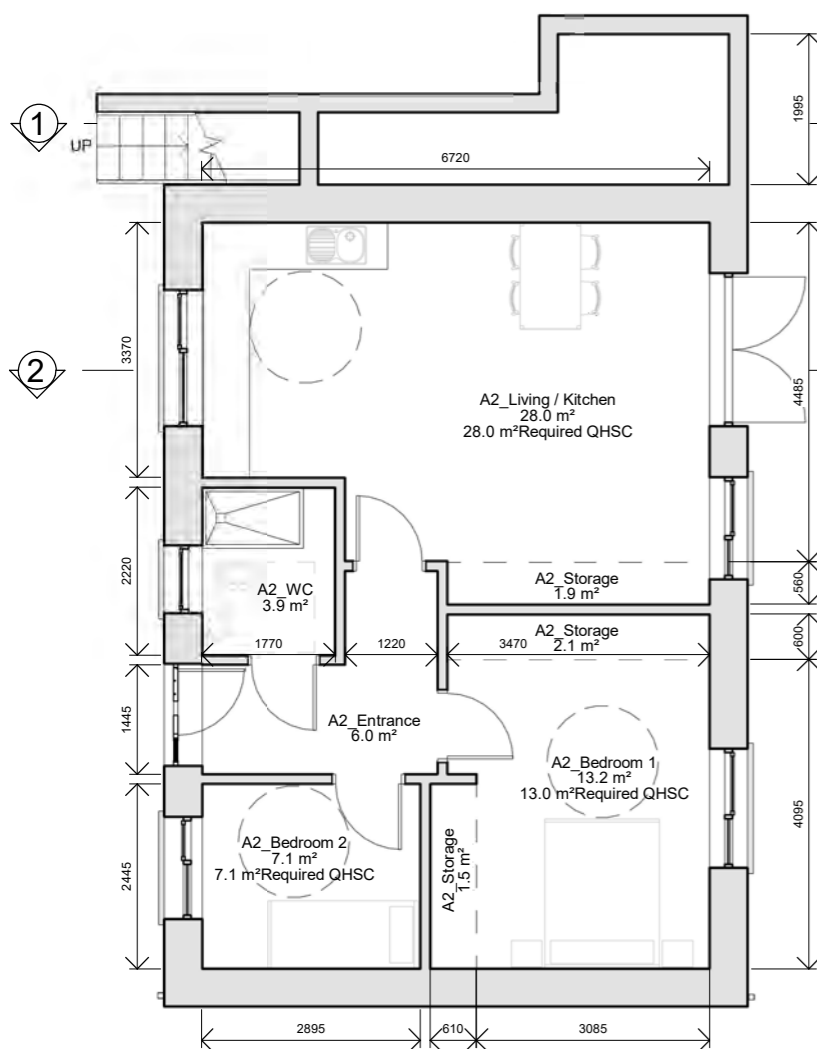 1
UP
6720
1995
2
3370
4485
A2_Living / Kitchen
28.0 m²
28.0 m²Required QHSC
2220
A2_WC
3.9 m²
A2_Storage
1.9 m²
560
1770
1220
3470
A2_Storage
2.1 m²
600
1445
A2_Entrance
6.0 m²
A2_Bedroom 1
13.2 m²
13.0 m²Required QHSC
4095
2445
A2_Bedroom 2
7.1 m²
7.1 m²Required QHSC
A2_Storage
1.5 m²
2895
610
3085